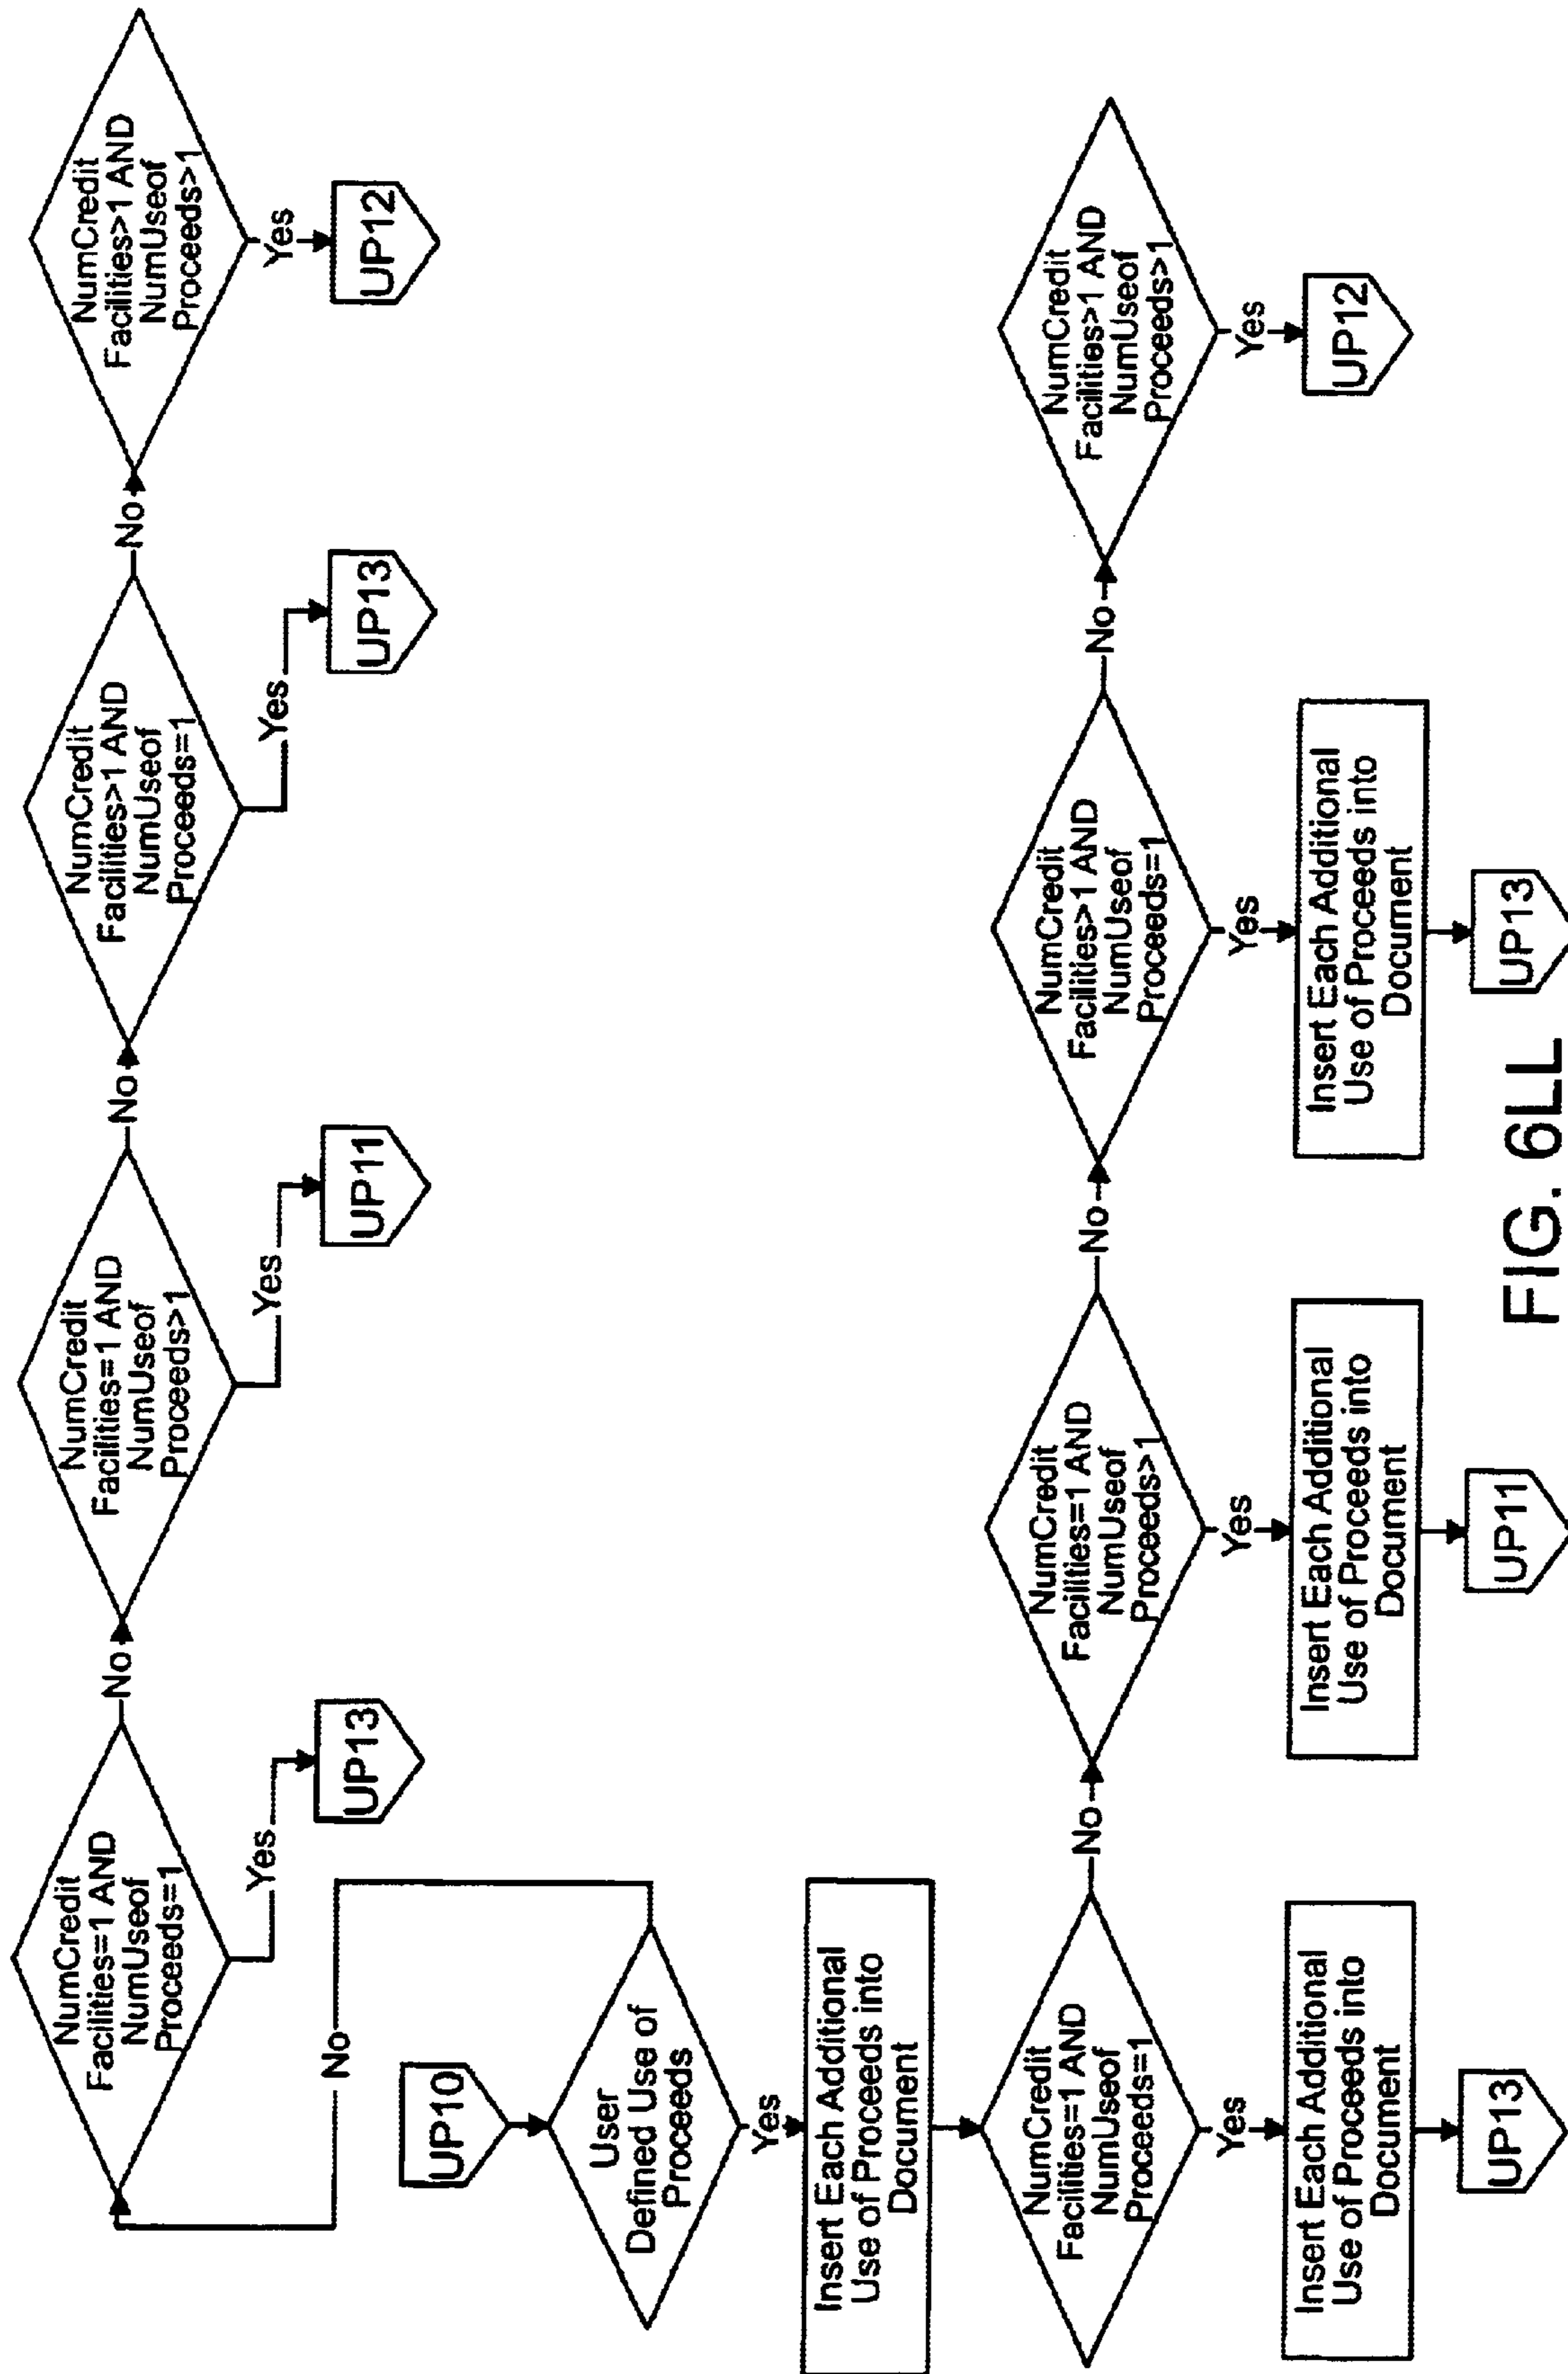 NumCredit
Facilities=1 AND
NumUseof
Proceeds=1
No
NumCredit
Facilities=1 AND
NumUseof
Proceeds>1
No
NumCredit
Facilities>1 AND
NumUseof
Proceeds=1
No
NumCredit
Facilities>1 AND
NumUseof
Proceeds>1
Yes
UP13
Yes
UP11
Yes
UP13
Yes
UP12
No
UP10
User
Defined Use of
Proceeds
Yes
Insert Each Additional
Use of Proceeds into
Document
NumCredit
Facilities=1 AND
NumUseof
Proceeds=1
No
NumCredit
Facilities=1 AND
NumUseof
Proceeds>1
No
NumCredit
Facilities>1 AND
NumUseof
Proceeds=1
No
NumCredit
Facilities>1 AND
NumUseof
Proceeds>1
Yes
Insert Each Additional
Use of Proceeds into
Document
UP13
Yes
Insert Each Additional
Use of Proceeds into
Document
UP11
Yes
Insert Each Additional
Use of Proceeds into
Document
UP13
Yes
UP12
FIG. 6LL